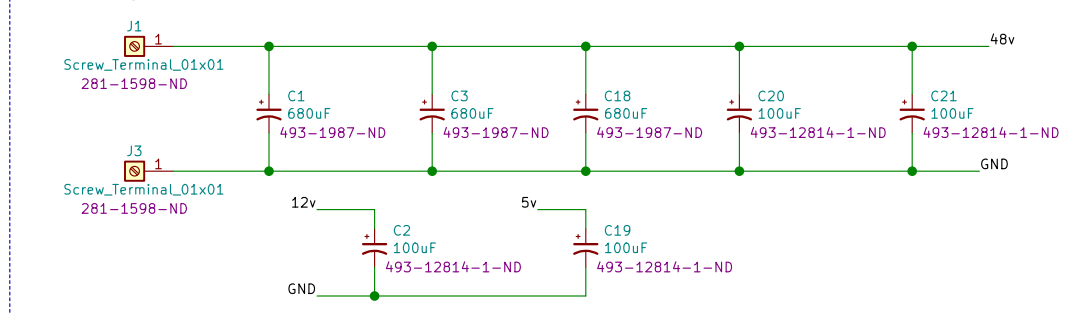 J1
1
Screw_Terminal_01x01
281-1598-ND
48v
C1
680uF
493-1987-ND
C3
680uF
493-1987-ND
C18
680uF
493-1987-ND
C20
100uF
493-12814-1-ND
C21
100uF
493-12814-1-ND
J3
1
Screw_Terminal_01x01
281-1598-ND
GND
12v
C2
100uF
493-12814-1-ND
5v
C19
100uF
493-12814-1-ND
GND